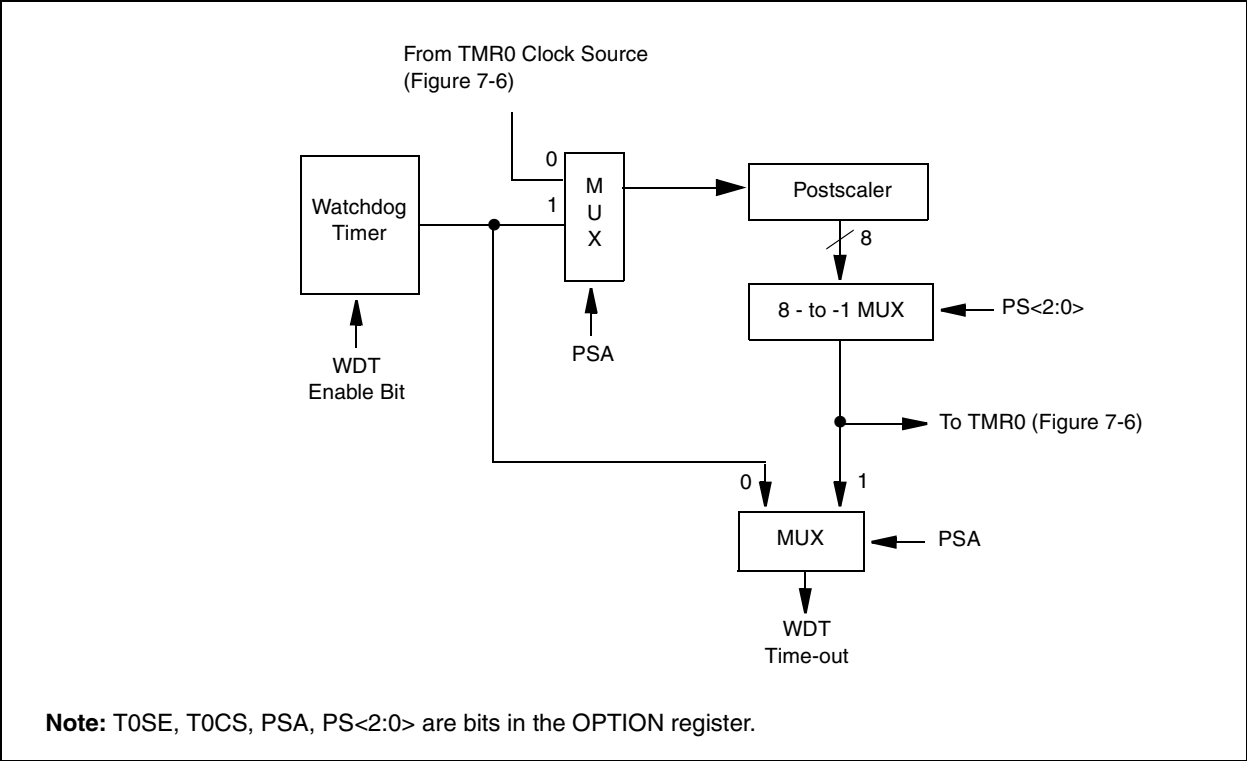 From TMR0 Clock Source
(Figure 7-6)
0
1
M
U
X
Watchdog
Timer
Postscaler
8
8 - to -1 MUX
PS<2:0>
PSA
WDT
Enable Bit
To TMR0 (Figure 7-6)
0
1
MUX
PSA
WDT
Time-out
Note: T0SE, T0CS, PSA, PS<2:0> are bits in the OPTION register.